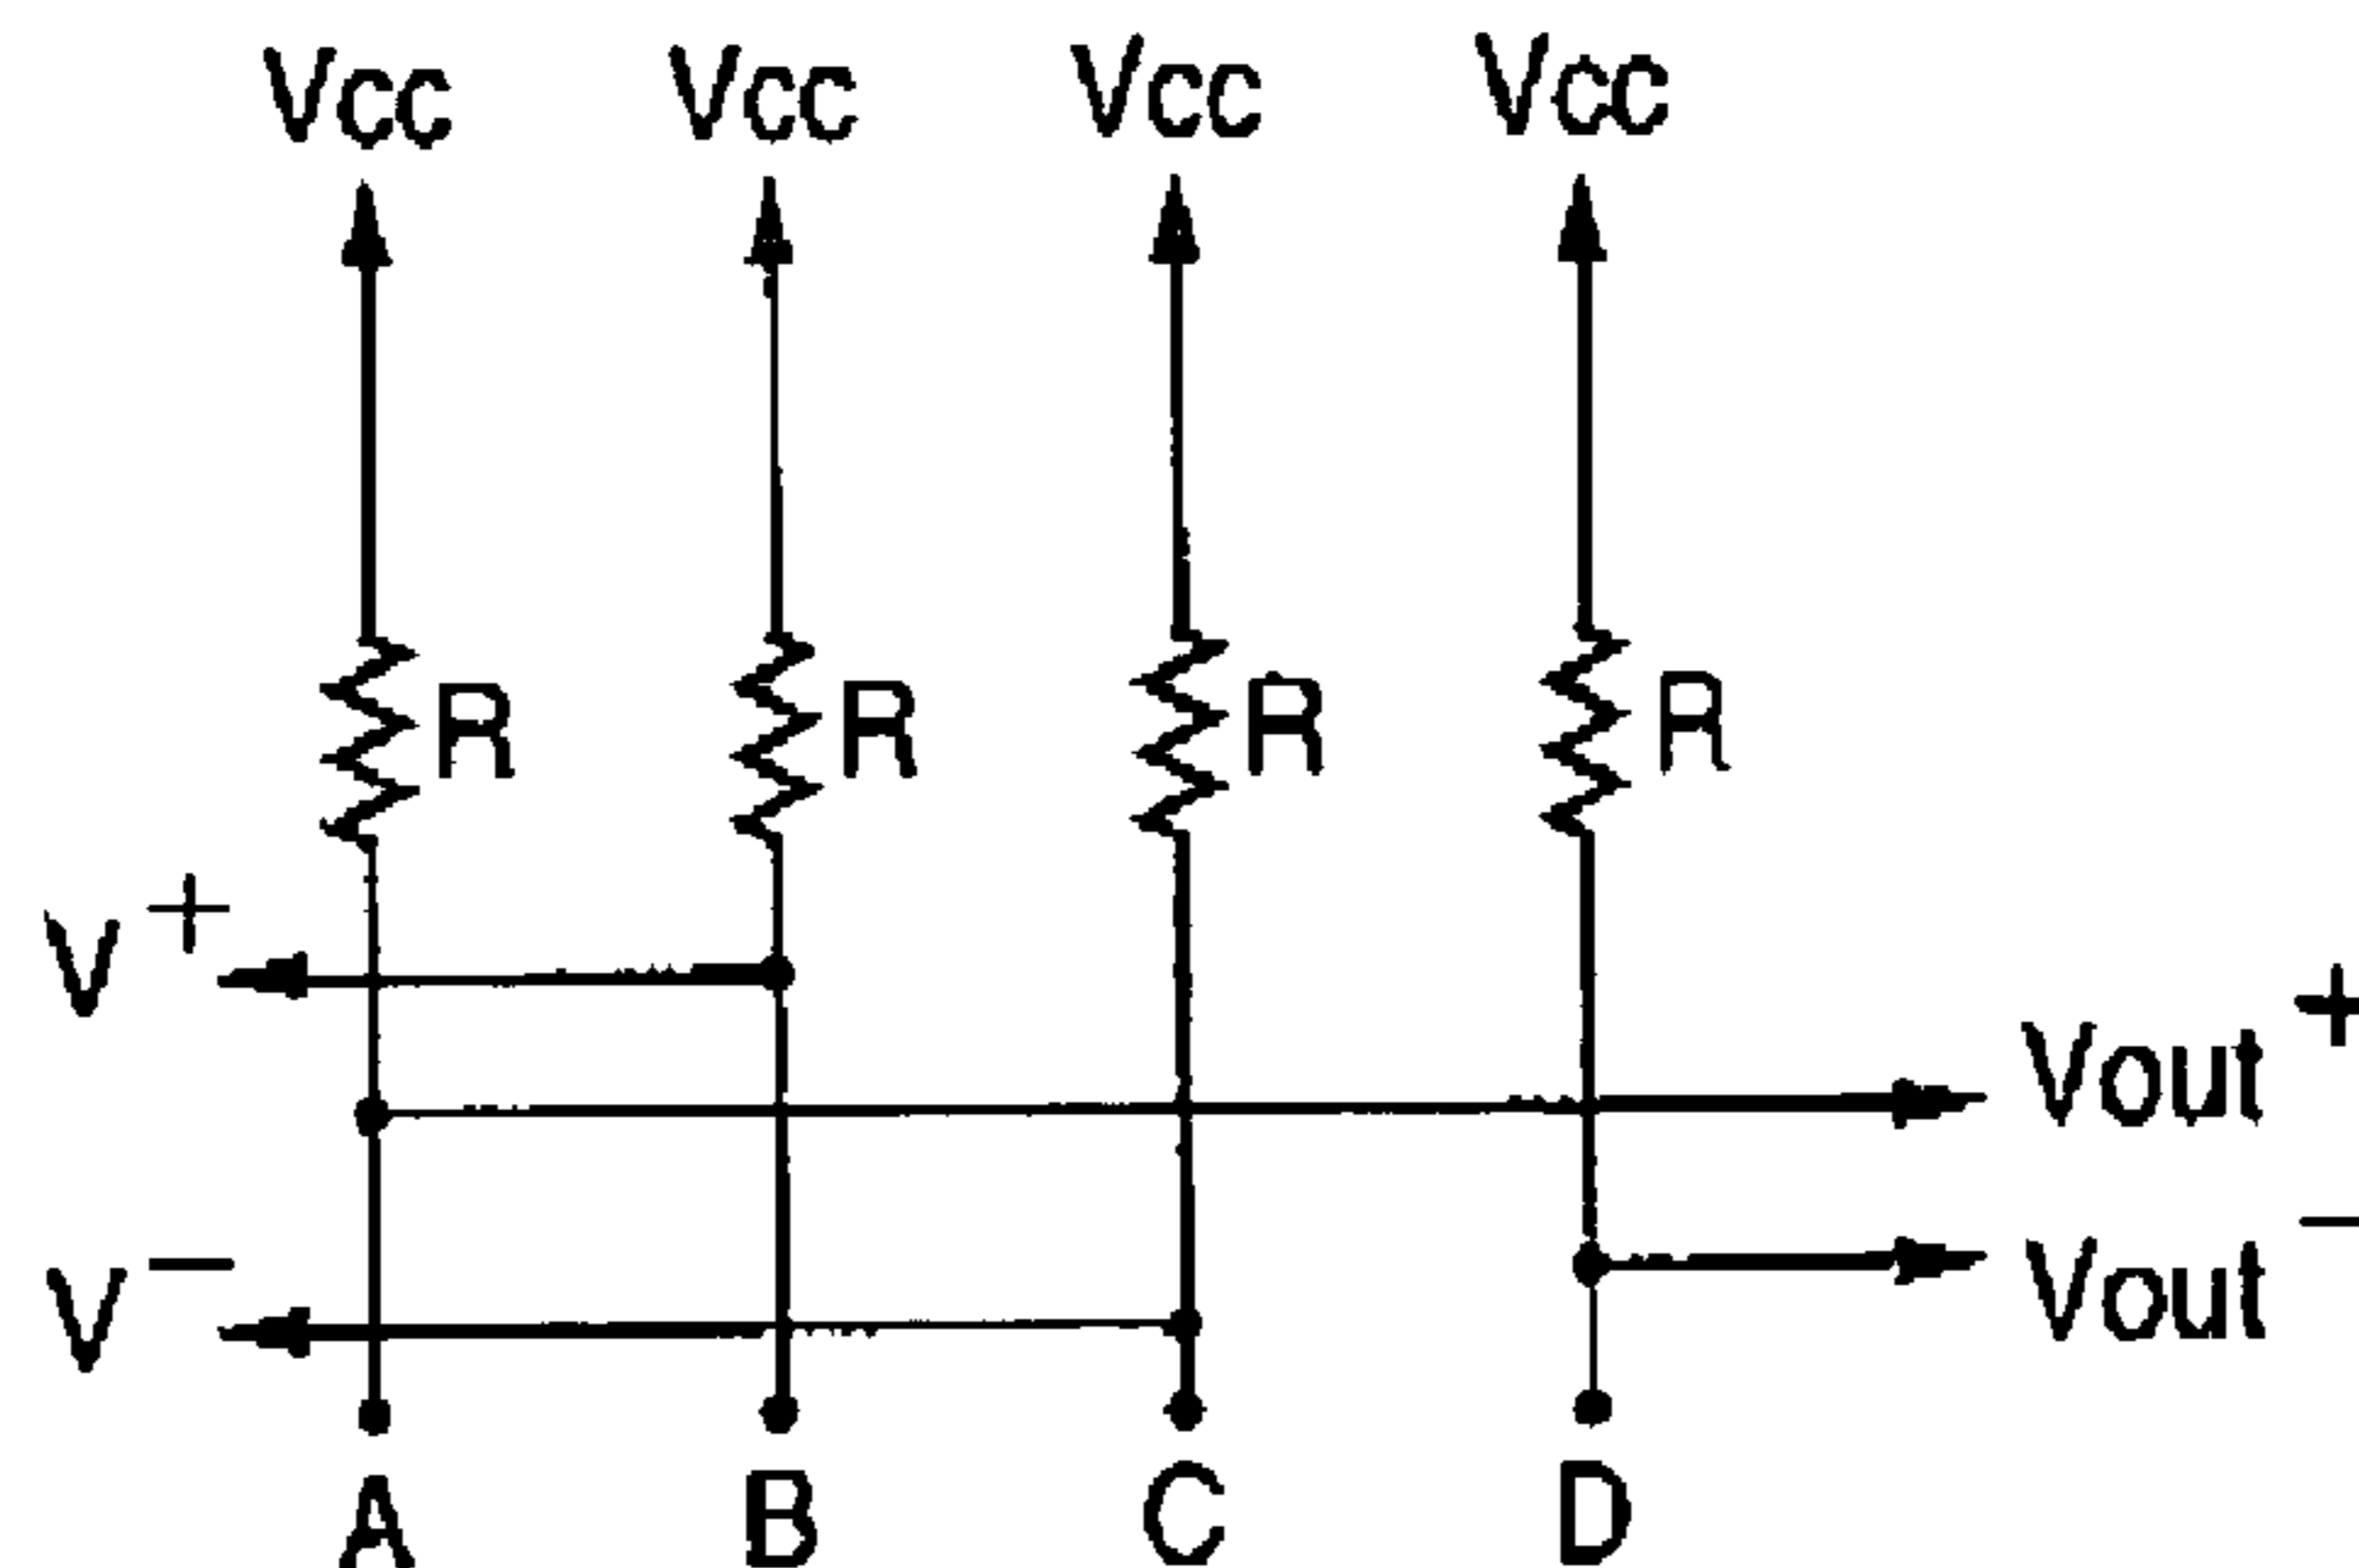 Vcc Vcc Vcc Vcc
R R R R
V+
Vout+
V−
Vout−
A B C D